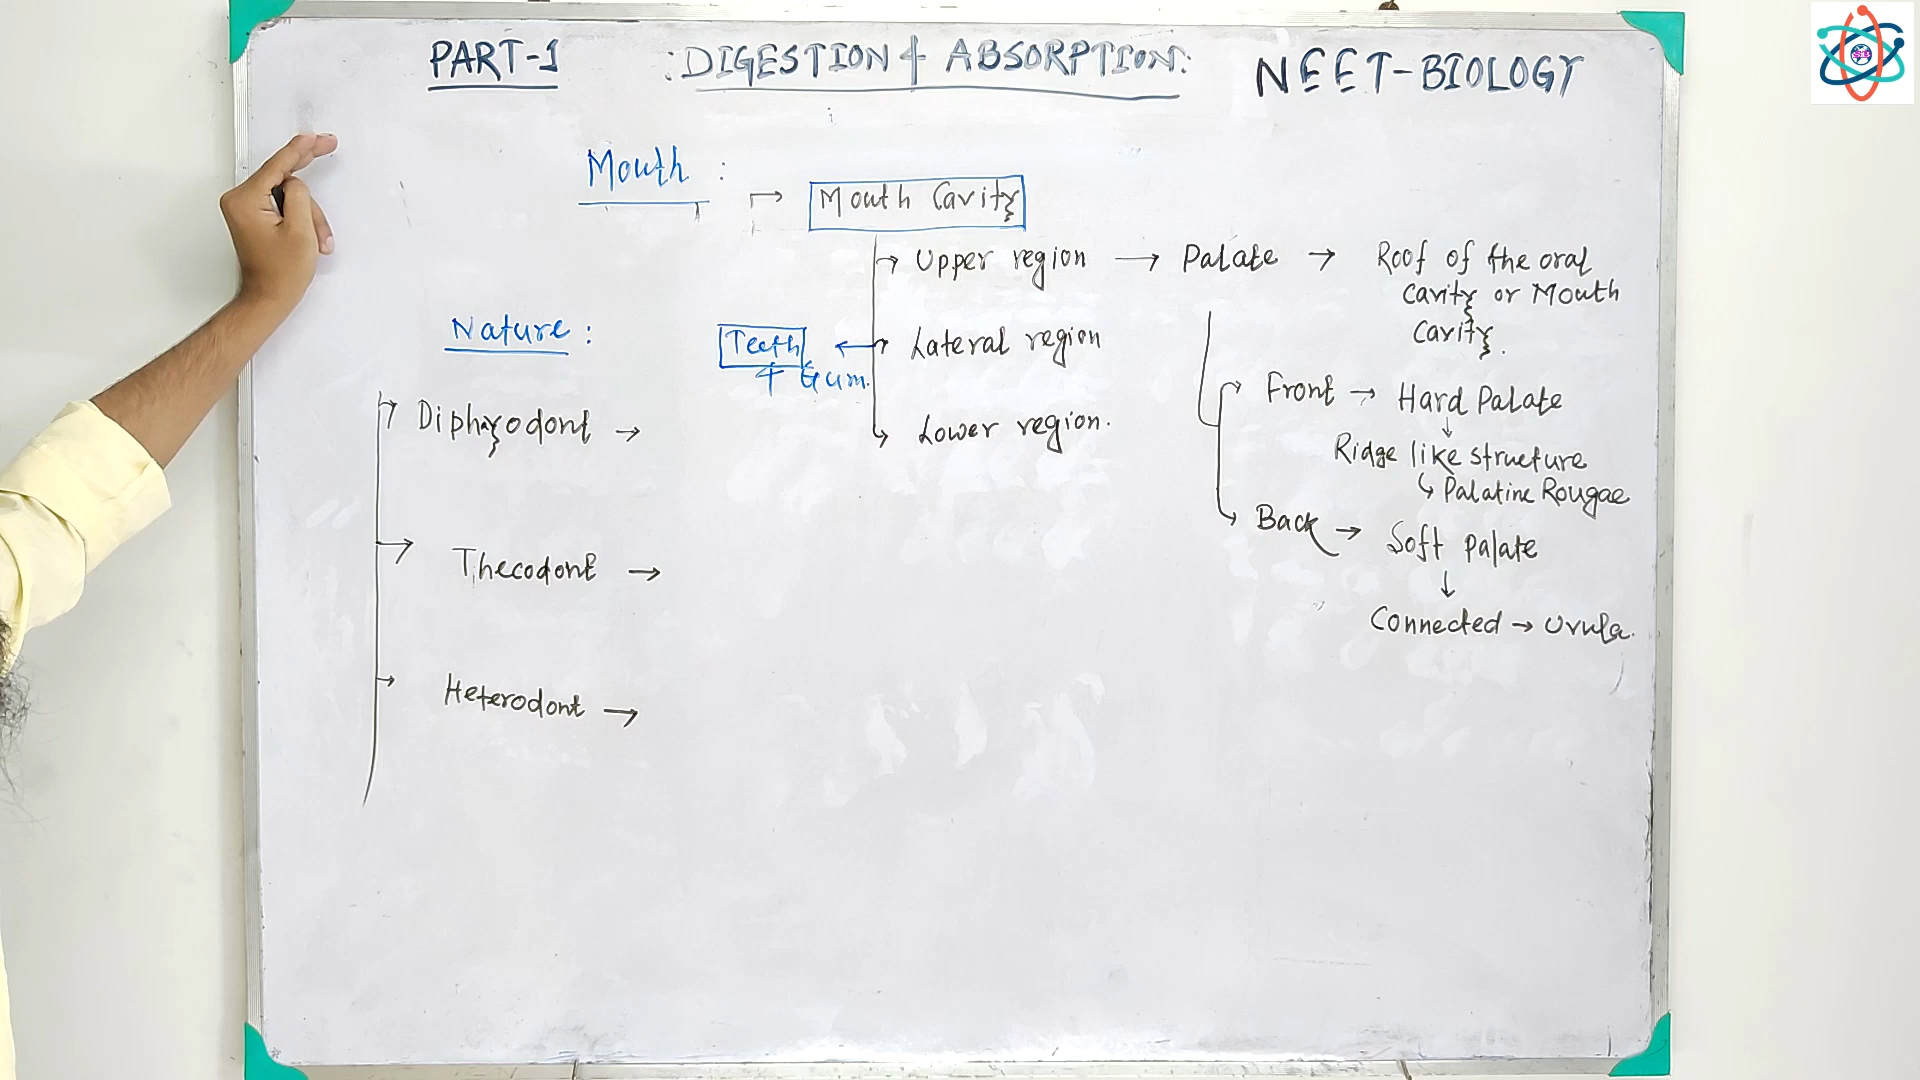 PART-1 :DIGESTION & ABSORPTION: NEET-BIOLOGY
Mouth :
→ Mouth Cavity
→ Upper region → Palate → Roof of the oral
cavity or Mouth
Cavity.
Nature :
Teeth ← → Lateral region
& Gum.
→ Lower region.
Front → Hard Palate
↓
Ridge like structure
↳ Palatine Rougae
Back → Soft Palate
↓
Connected → Uvula.
→ Diphyodont →
→ Thecodont →
→ Heterodont →